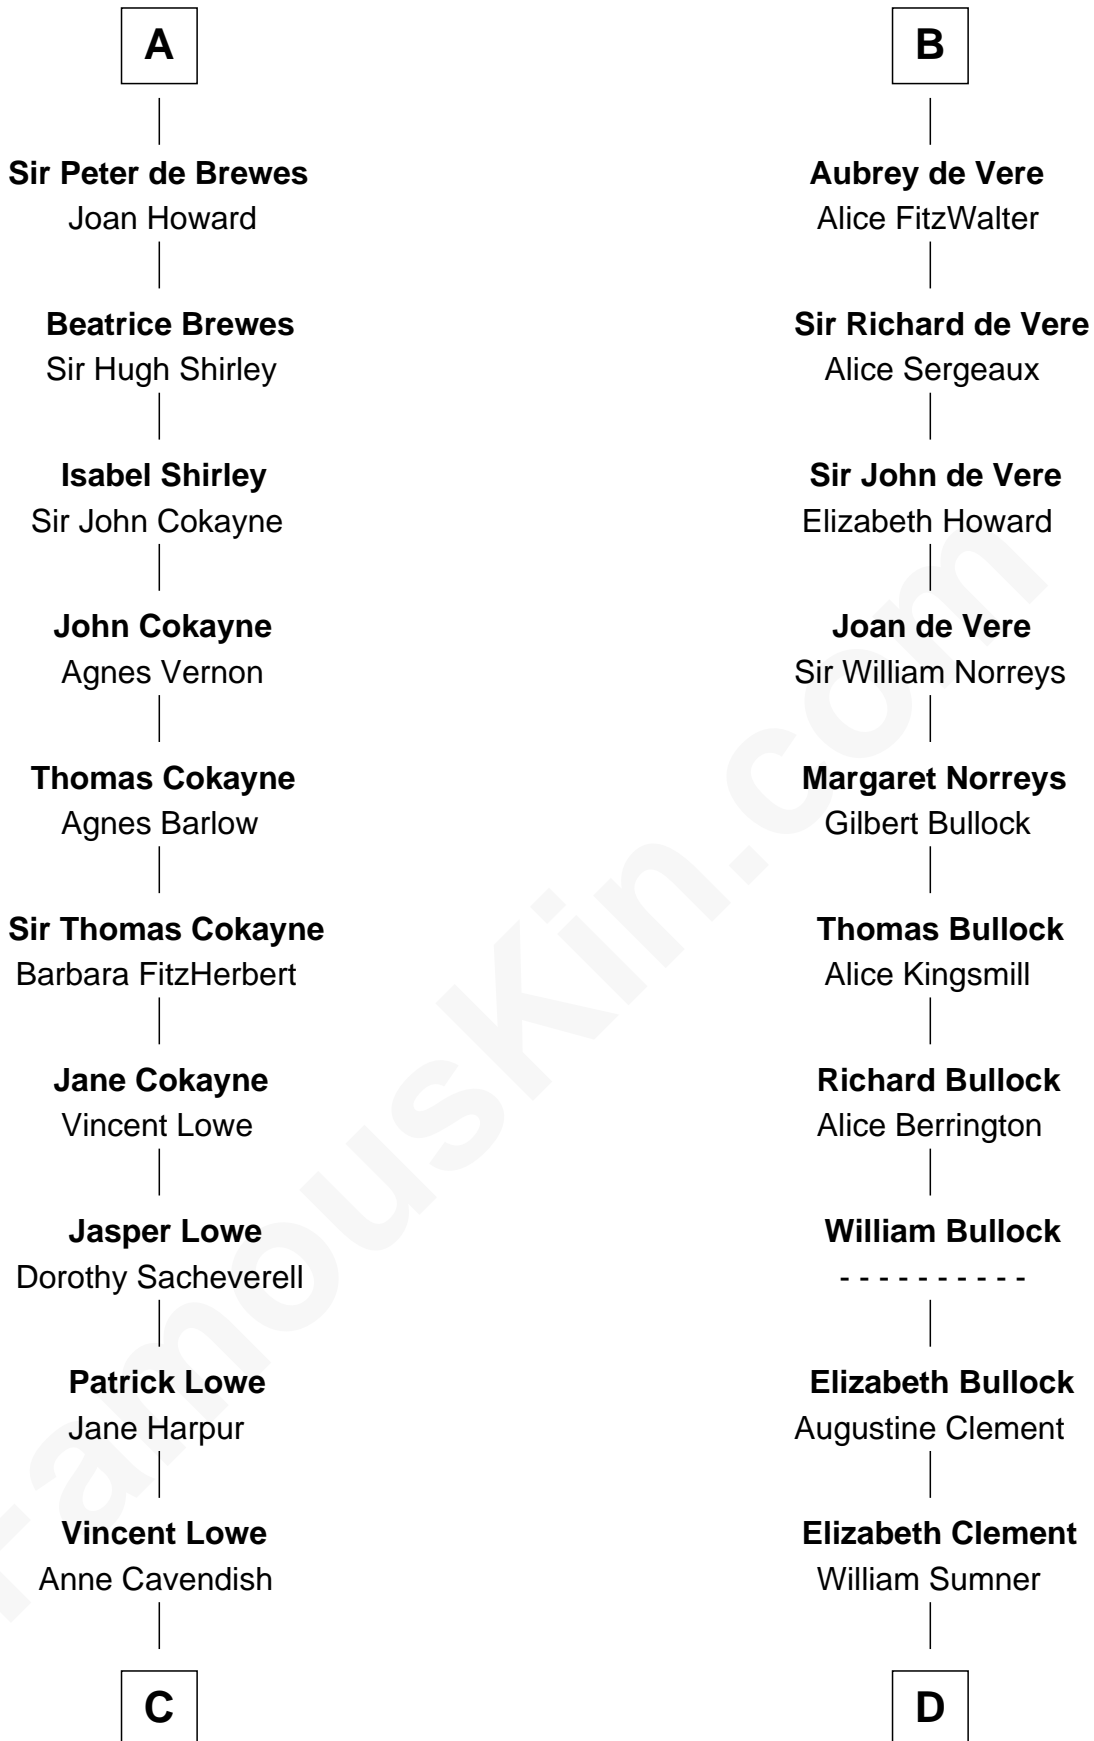 A
Sir Peter de Brewes
Joan Howard
Beatrice Brewes
Sir Hugh Shirley
Isabel Shirley
Sir John Cokayne
John Cokayne
Agnes Vernon
Thomas Cokayne
Agnes Barlow
Sir Thomas Cokayne
Barbara FitzHerbert
Jane Cokayne
Vincent Lowe
Jasper Lowe
Dorothy Sacheverell
Patrick Lowe
Jane Harpur
Vincent Lowe
Anne Cavendish
C
B
Aubrey de Vere
Alice FitzWalter
Sir Richard de Vere
Alice Sergeaux
Sir John de Vere
Elizabeth Howard
Joan de Vere
Sir William Norreys
Margaret Norreys
Gilbert Bullock
Thomas Bullock
Alice Kingsmill
Richard Bullock
Alice Berrington
William Bullock
- - - - - - - - - -
Elizabeth Bullock
Augustine Clement
Elizabeth Clement
William Sumner
D
FamousKin.com